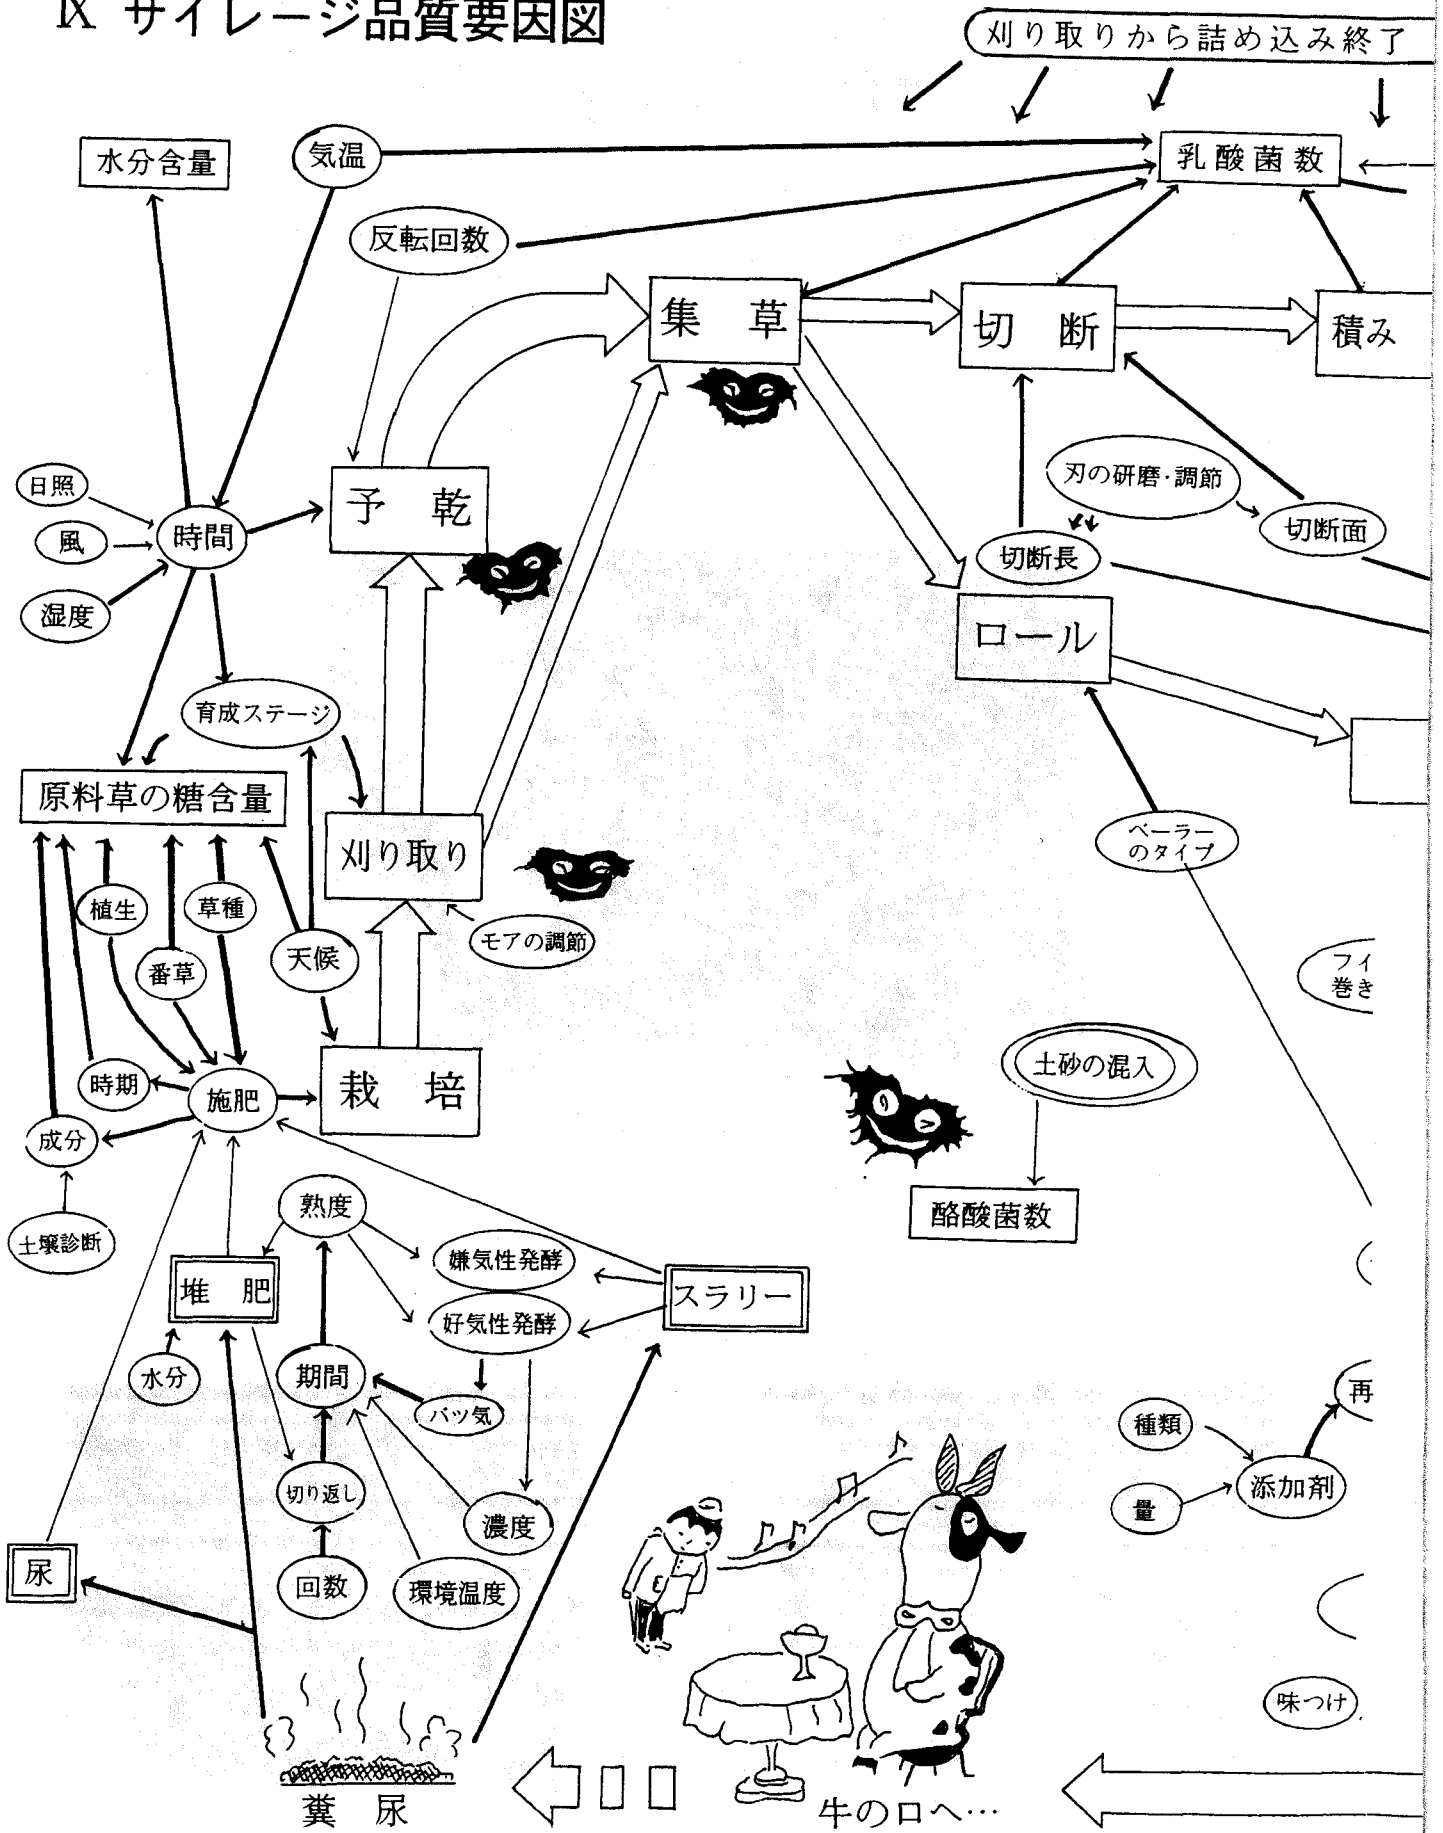 Ⅸ サイレージ品質要因図
刈り取りから詰め込み終了
水分含量
気温
乳酸菌数
反転回数
集草
切断
積み
日照
風
湿度
時間
予乾
刃の研磨・調節
切断面
切断長
ロール
育成ステージ
原料草の糖含量
刈り取り
ベーラー
のタイプ
植生
草種
番草
天候
モアの調節
フイ
巻き
時期
施肥
栽培
土砂の混入
成分
土壌診断
熟度
酪酸菌数
嫌気性発酵
堆肥
スラリー
好気性発酵
水分
期間
バッ気
再
種類
切り返し
濃度
添加剤
量
尿
回数
環境温度
味つけ
糞尿
牛の口へ…